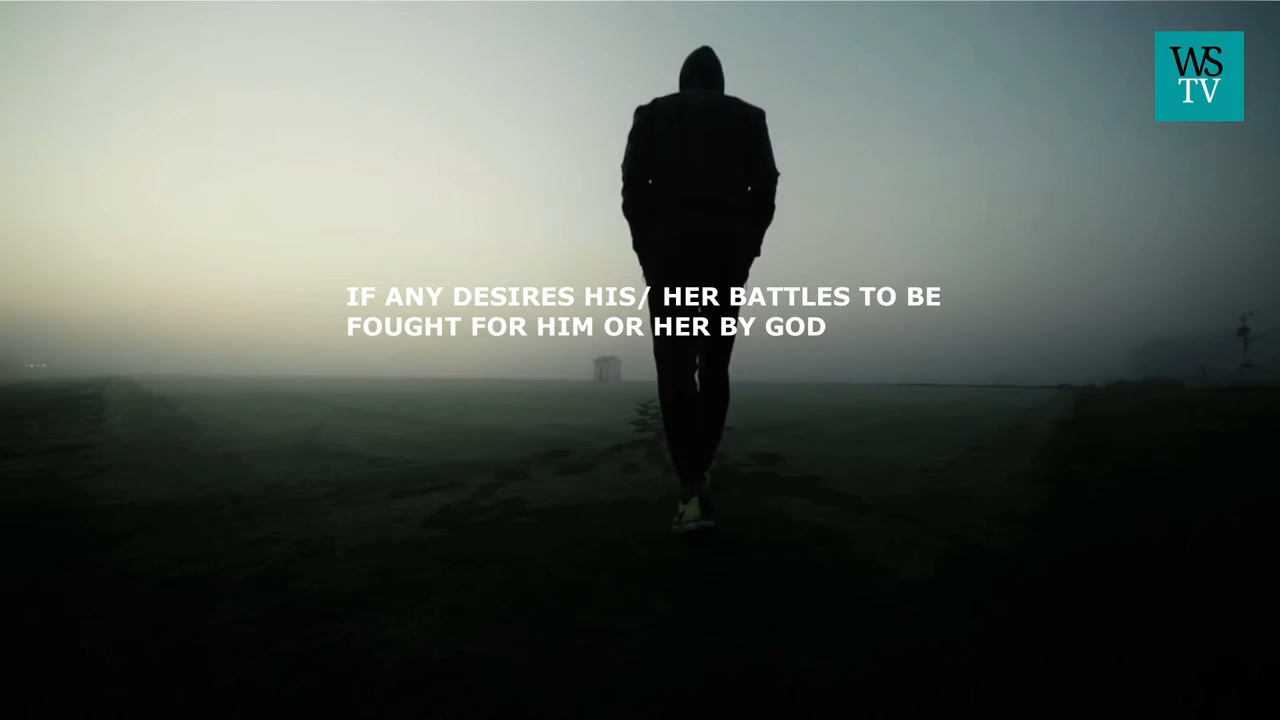 WS
TV
IF ANY DESIRES HIS/ HER BATTLES TO BE
FOUGHT FOR HIM OR HER BY GOD